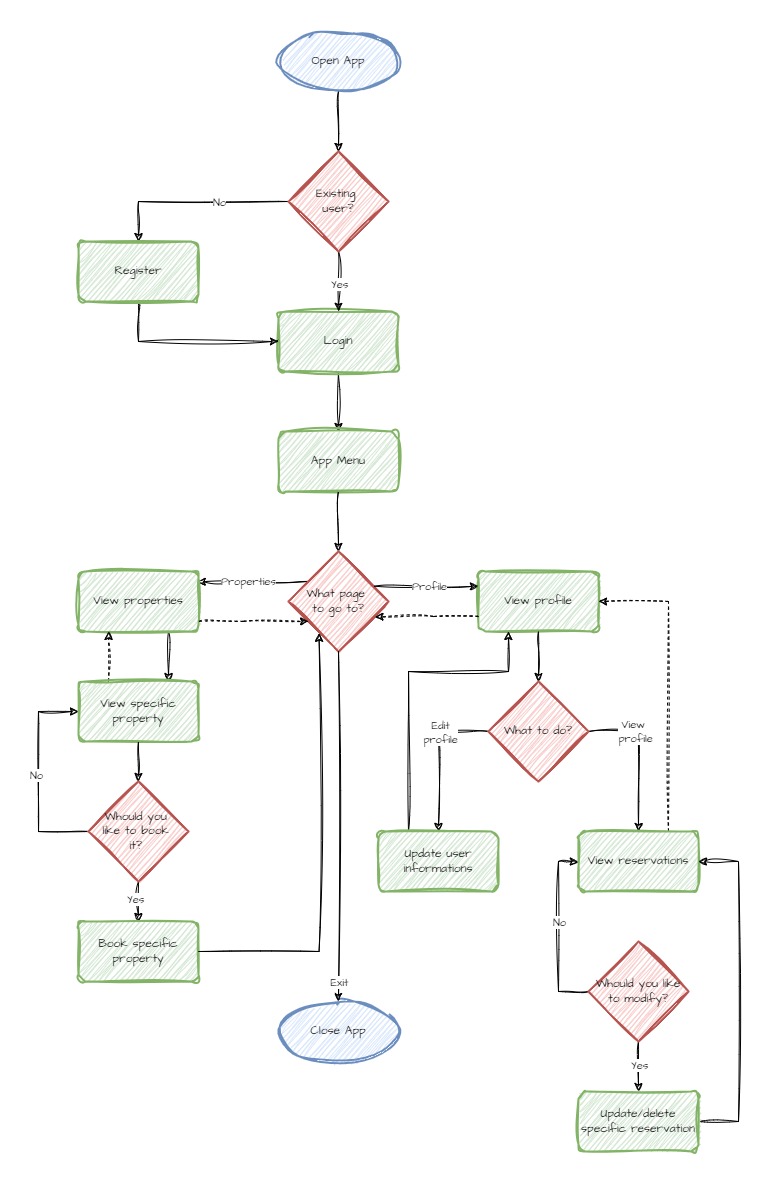 Open App
Existing
user?
No
Register
Yes
Login
App Menu
Properties
What page
to go to?
Profile
View properties
View profile
View specific
property
What to do?
Edit
profile
View
profile
No
Whould you
like to book
it?
Update user
informations
View reservations
Yes
Book specific
property
No
Exit
Whould you like
to modify?
Close App
Yes
Update/delete
specific reservation